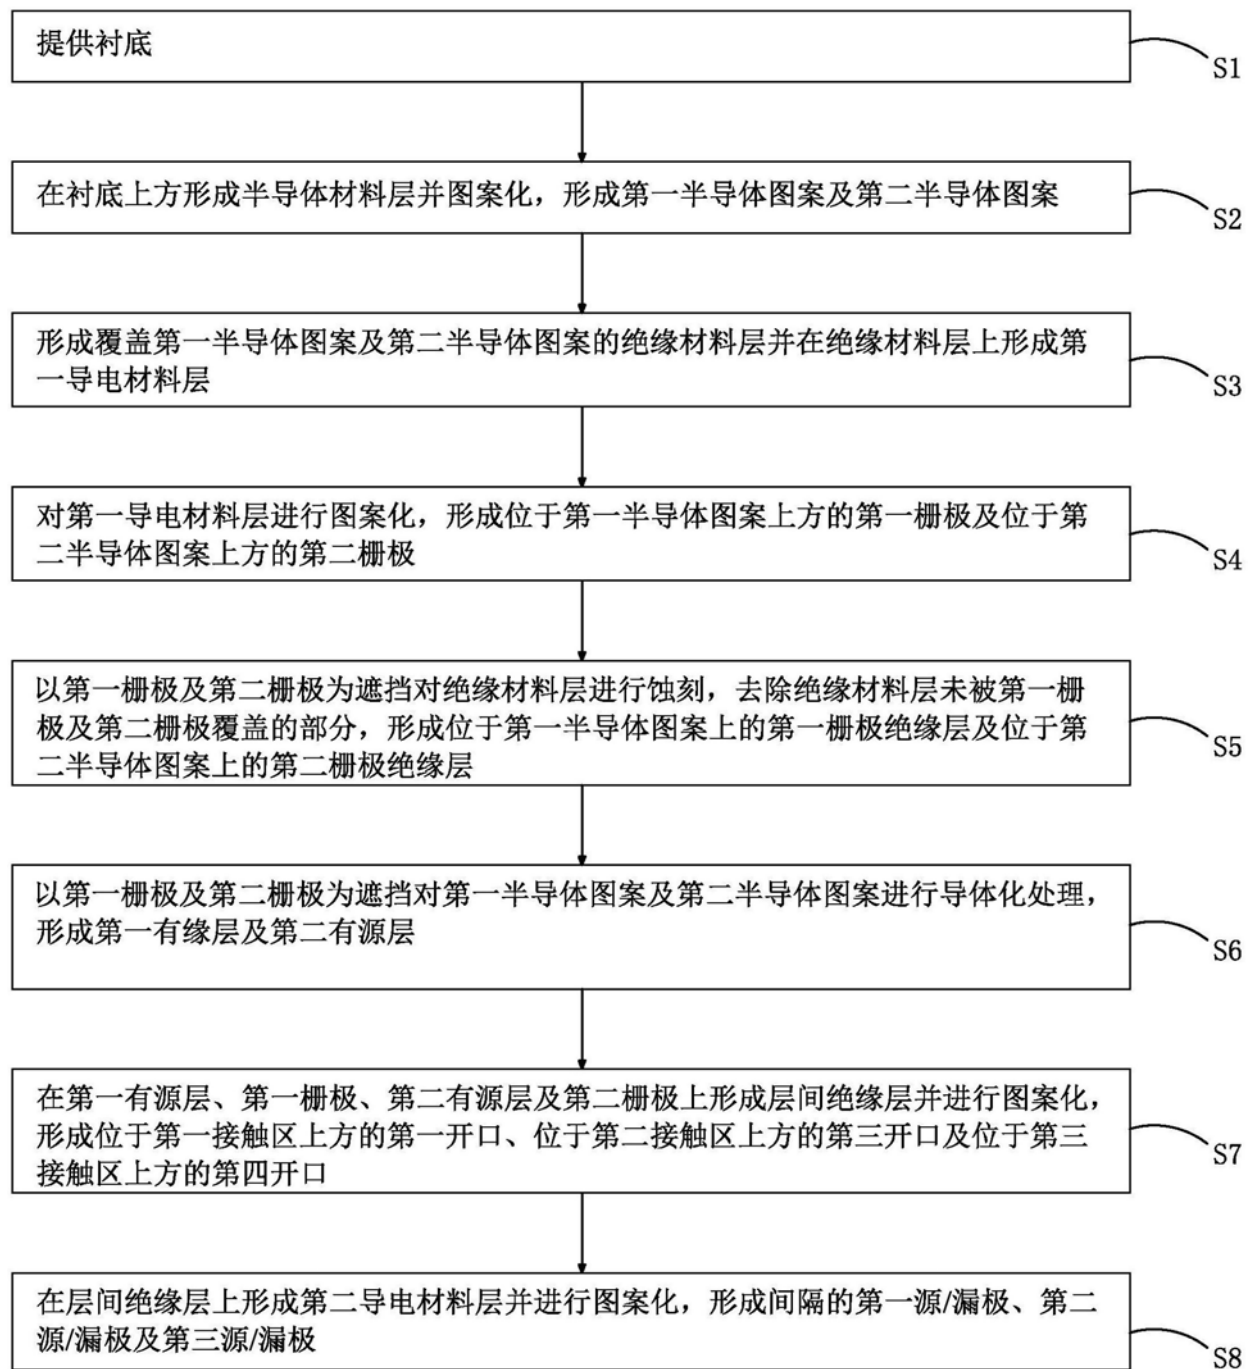 提供衬底
S1
在衬底上方形成半导体材料层并图案化，形成第一半导体图案及第二半导体图案
S2
形成覆盖第一半导体图案及第二半导体图案的绝缘材料层并在绝缘材料层上形成第
一导电材料层
S3
对第一导电材料层进行图案化，形成位于第一半导体图案上方的第一栅极及位于第
二半导体图案上方的第二栅极
S4
以第一栅极及第二栅极为遮挡对绝缘材料层进行蚀刻，去除绝缘材料层未被第一栅
极及第二栅极覆盖的部分，形成位于第一半导体图案上的第一栅极绝缘层及位于第
二半导体图案上的第二栅极绝缘层
S5
以第一栅极及第二栅极为遮挡对第一半导体图案及第二半导体图案进行导体化处理，
形成第一有缘层及第二有源层
S6
在第一有源层、第一栅极、第二有源层及第二栅极上形成层间绝缘层并进行图案化，
形成位于第一接触区上方的第一开口、位于第二接触区上方的第三开口及位于第三
接触区上方的第四开口
S7
在层间绝缘层上形成第二导电材料层并进行图案化，形成间隔的第一源/漏极、第二
源/漏极及第三源/漏极
S8